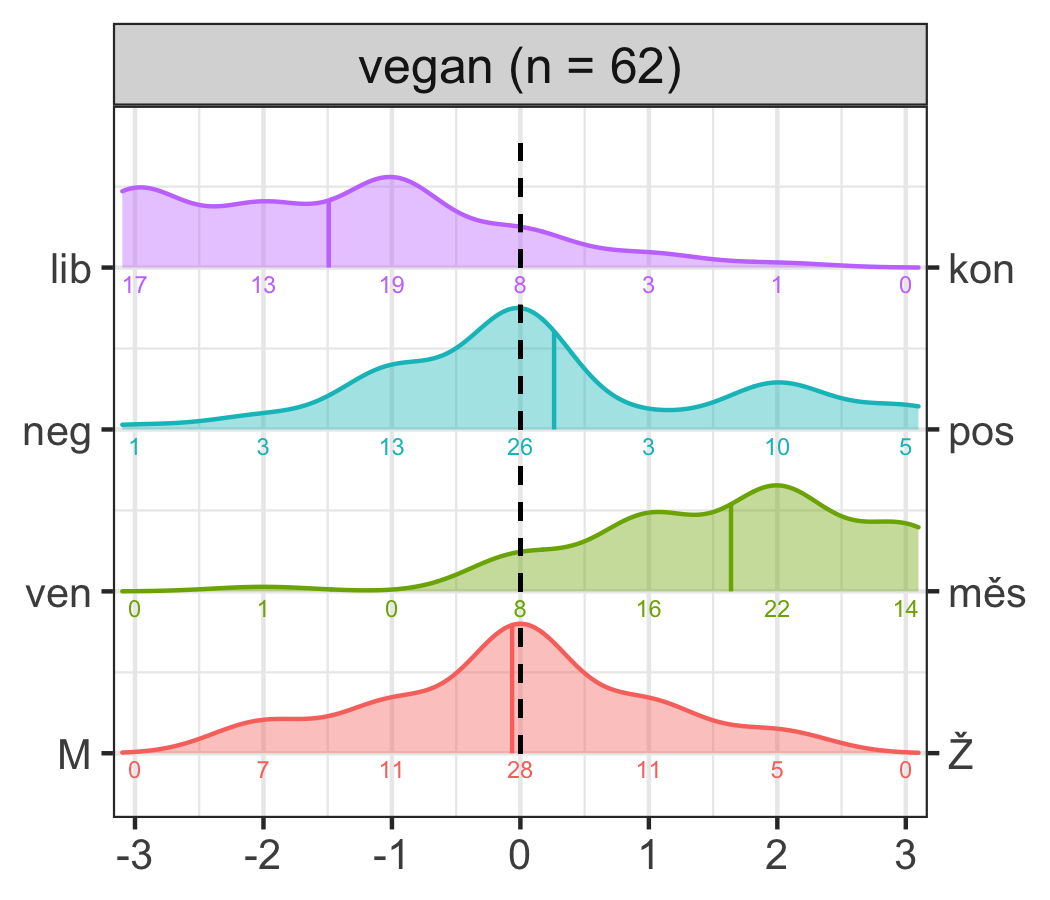 vegan (n = 62)
lib kon
17 13 19 8 3 1 0
neg pos
1 3 13 26 3 10 5
ven měs
0 1 0 8 16 22 14
M Ž
0 7 11 28 11 5 0
-3 -2 -1 0 1 2 3